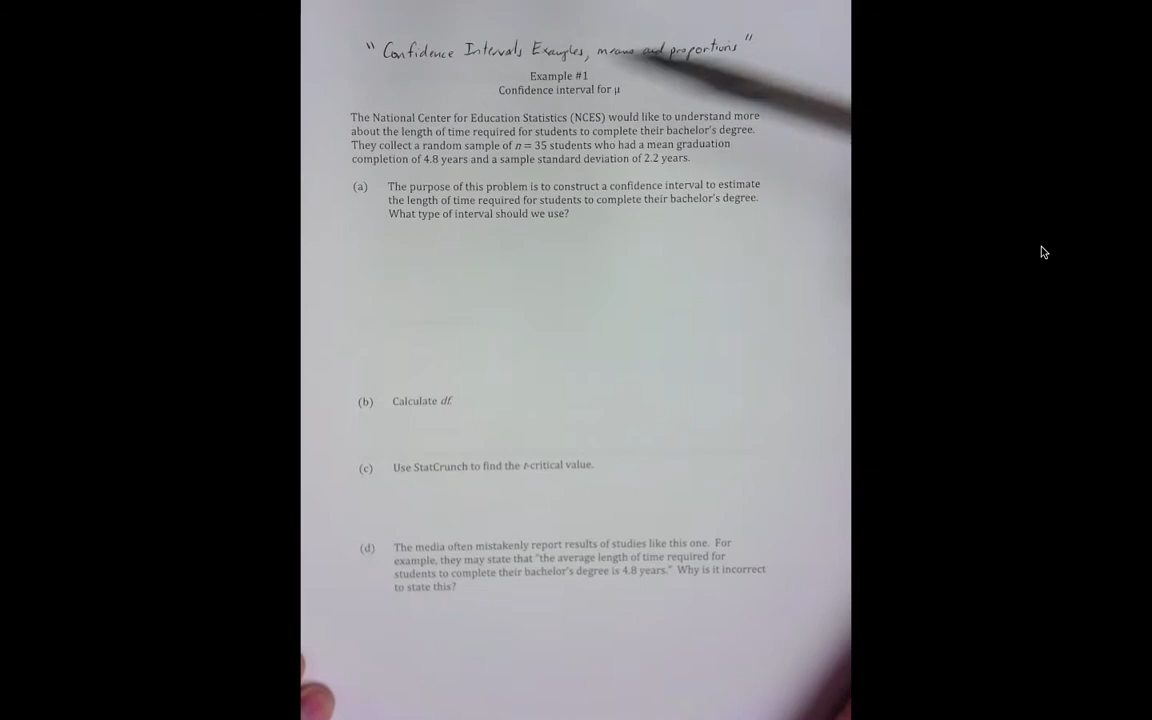 "Confidence Intervals Examples, means and proportions"
Example #1
Confidence interval for μ
The National Center for Education Statistics (NCES) would like to understand more
about the length of time required for students to complete their bachelor's degree.
They collect a random sample of n = 35 students who had a mean graduation
completion of 4.8 years and a sample standard deviation of 2.2 years.
(a) The purpose of this problem is to construct a confidence interval to estimate
the length of time required for students to complete their bachelor's degree.
What type of interval should we use?
(b) Calculate df.
(c) Use StatCrunch to find the t-critical value.
(d) The media often mistakenly report results of studies like this one. For
example, they may state that "the average length of time required for
students to complete their bachelor's degree is 4.8 years." Why is it incorrect
to state this?